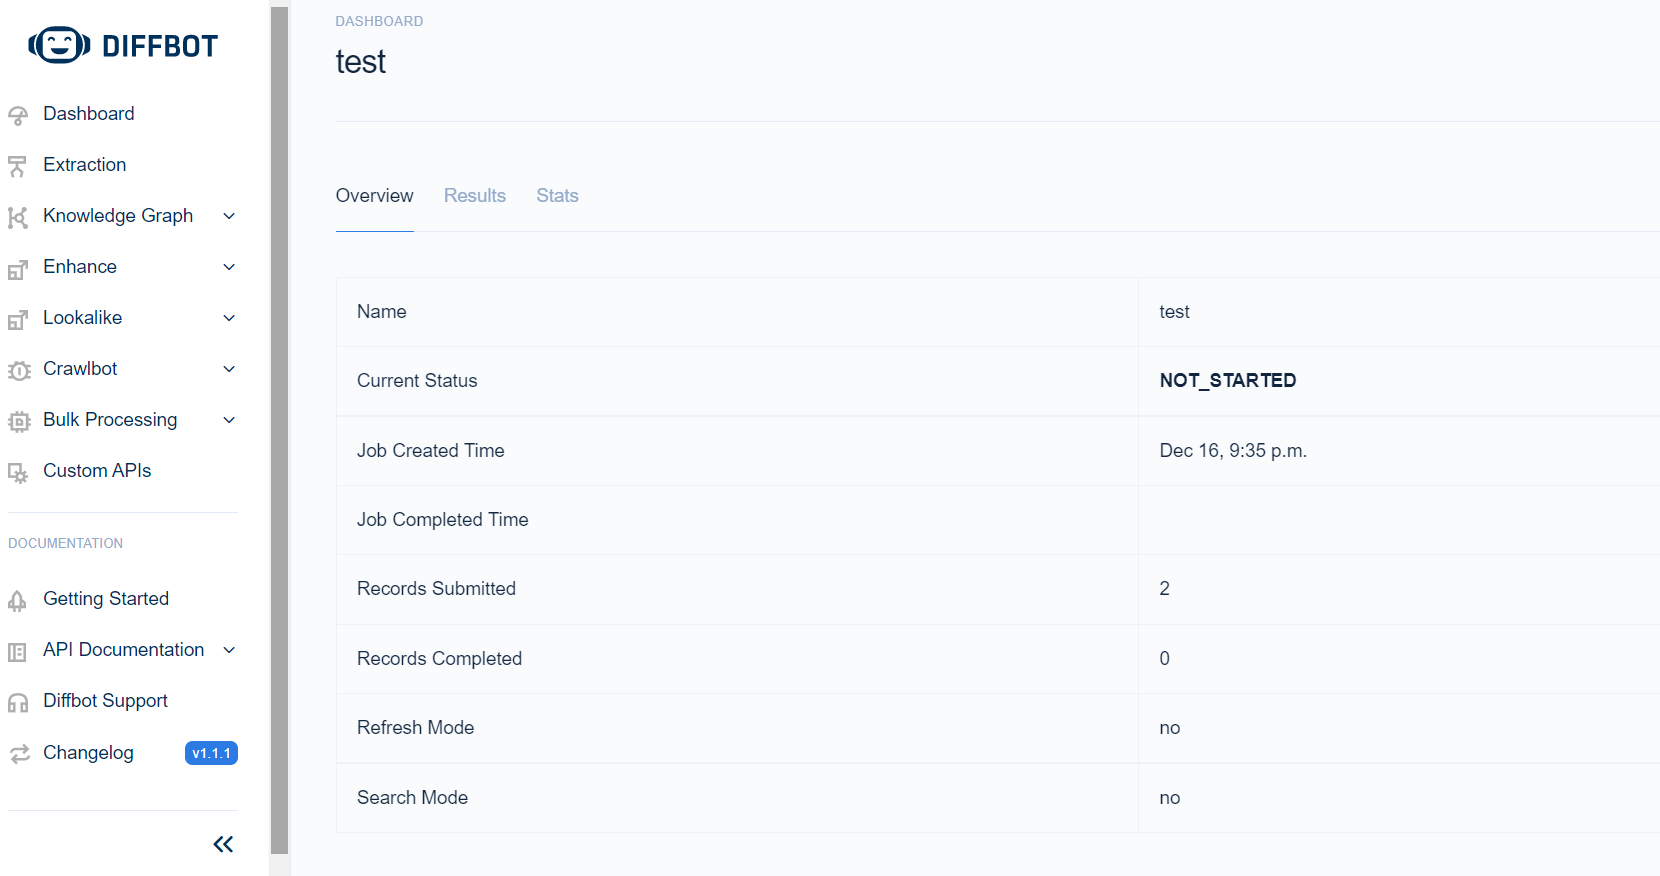 DIFFBOT
Dashboard
Extraction
Knowledge Graph
Enhance
Lookalike
Crawlbot
Bulk Processing
Custom APIs
DOCUMENTATION
Getting Started
API Documentation
Diffbot Support
Changelog v1.1.1
DASHBOARD
test
Overview Results Stats
Name test
Current Status NOT_STARTED
Job Created Time Dec 16, 9:35 p.m.
Job Completed Time
Records Submitted 2
Records Completed 0
Refresh Mode no
Search Mode no